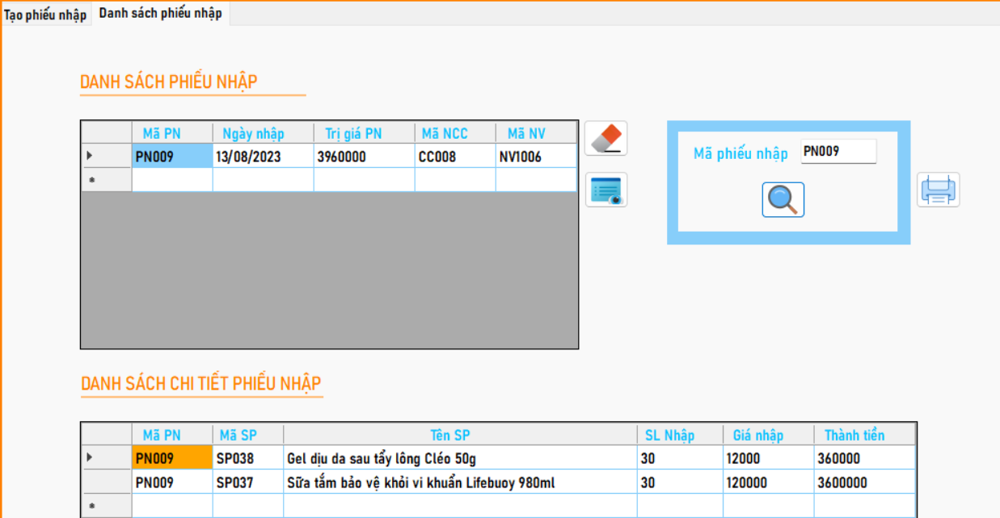 Tạo phiếu nhập Danh sách phiếu nhập
DANH SÁCH PHIẾU NHẬP
Mã PN Ngày nhập Trị giá PN Mã NCC Mã NV
PN009 13/08/2023 3960000 CC008 NV1006
Mã phiếu nhập PN009
DANH SÁCH CHI TIẾT PHIẾU NHẬP
Mã PN Mã SP Tên SP SL Nhập Giá nhập Thành tiền
PN009 SP038 Gel dịu da sau tẩy lông Cléo 50g 30 12000 360000
PN009 SP037 Sữa tắm bảo vệ khỏi vi khuẩn Lifebuoy 980ml 30 120000 3600000